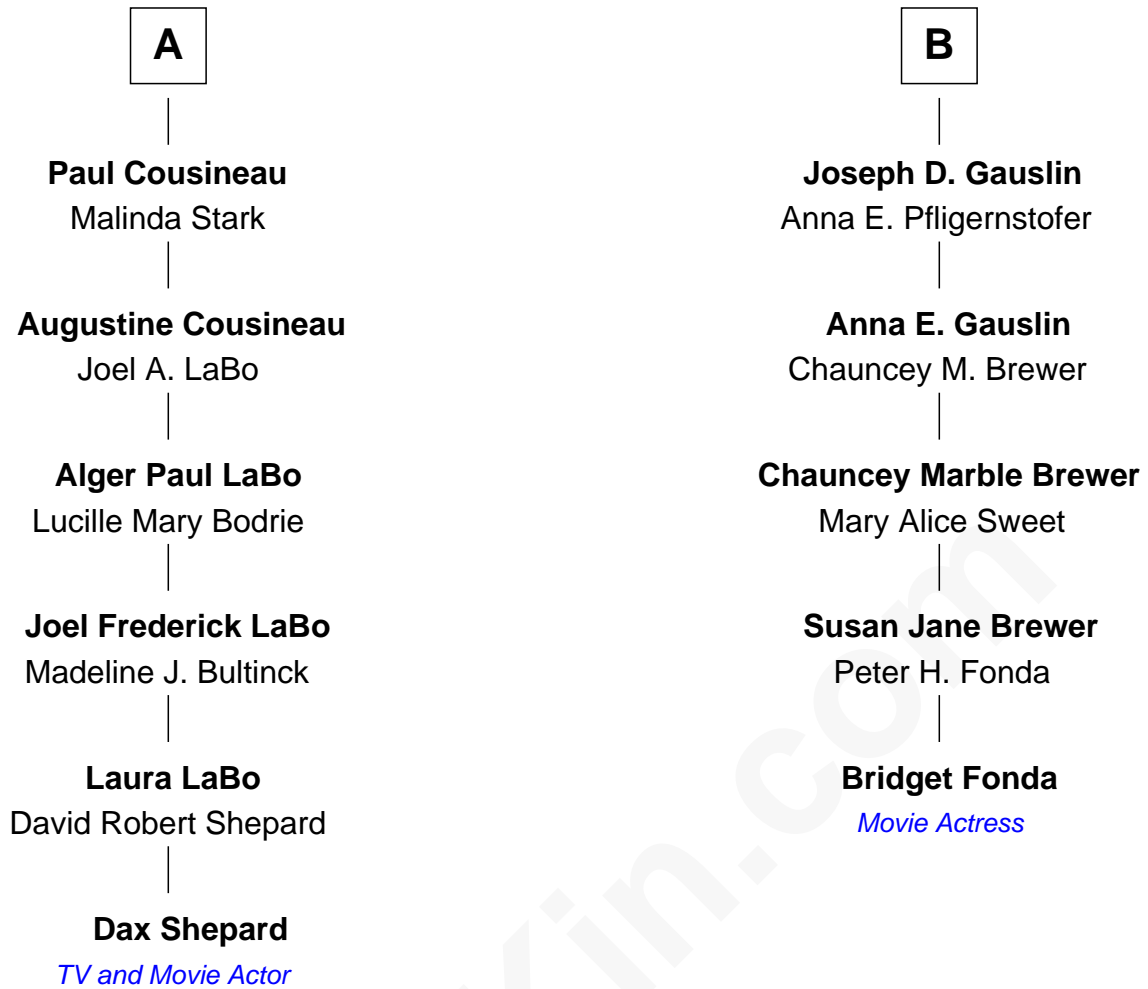 A
Paul Cousineau
Malinda Stark
Augustine Cousineau
Joel A. LaBo
Alger Paul LaBo
Lucille Mary Bodrie
Joel Frederick LaBo
Madeline J. Bultinck
Laura LaBo
David Robert Shepard
Dax Shepard
TV and Movie Actor
B
Joseph D. Gauslin
Anna E. Pfligernstofer
Anna E. Gauslin
Chauncey M. Brewer
Chauncey Marble Brewer
Mary Alice Sweet
Susan Jane Brewer
Peter H. Fonda
Bridget Fonda
Movie Actress
Kin.com